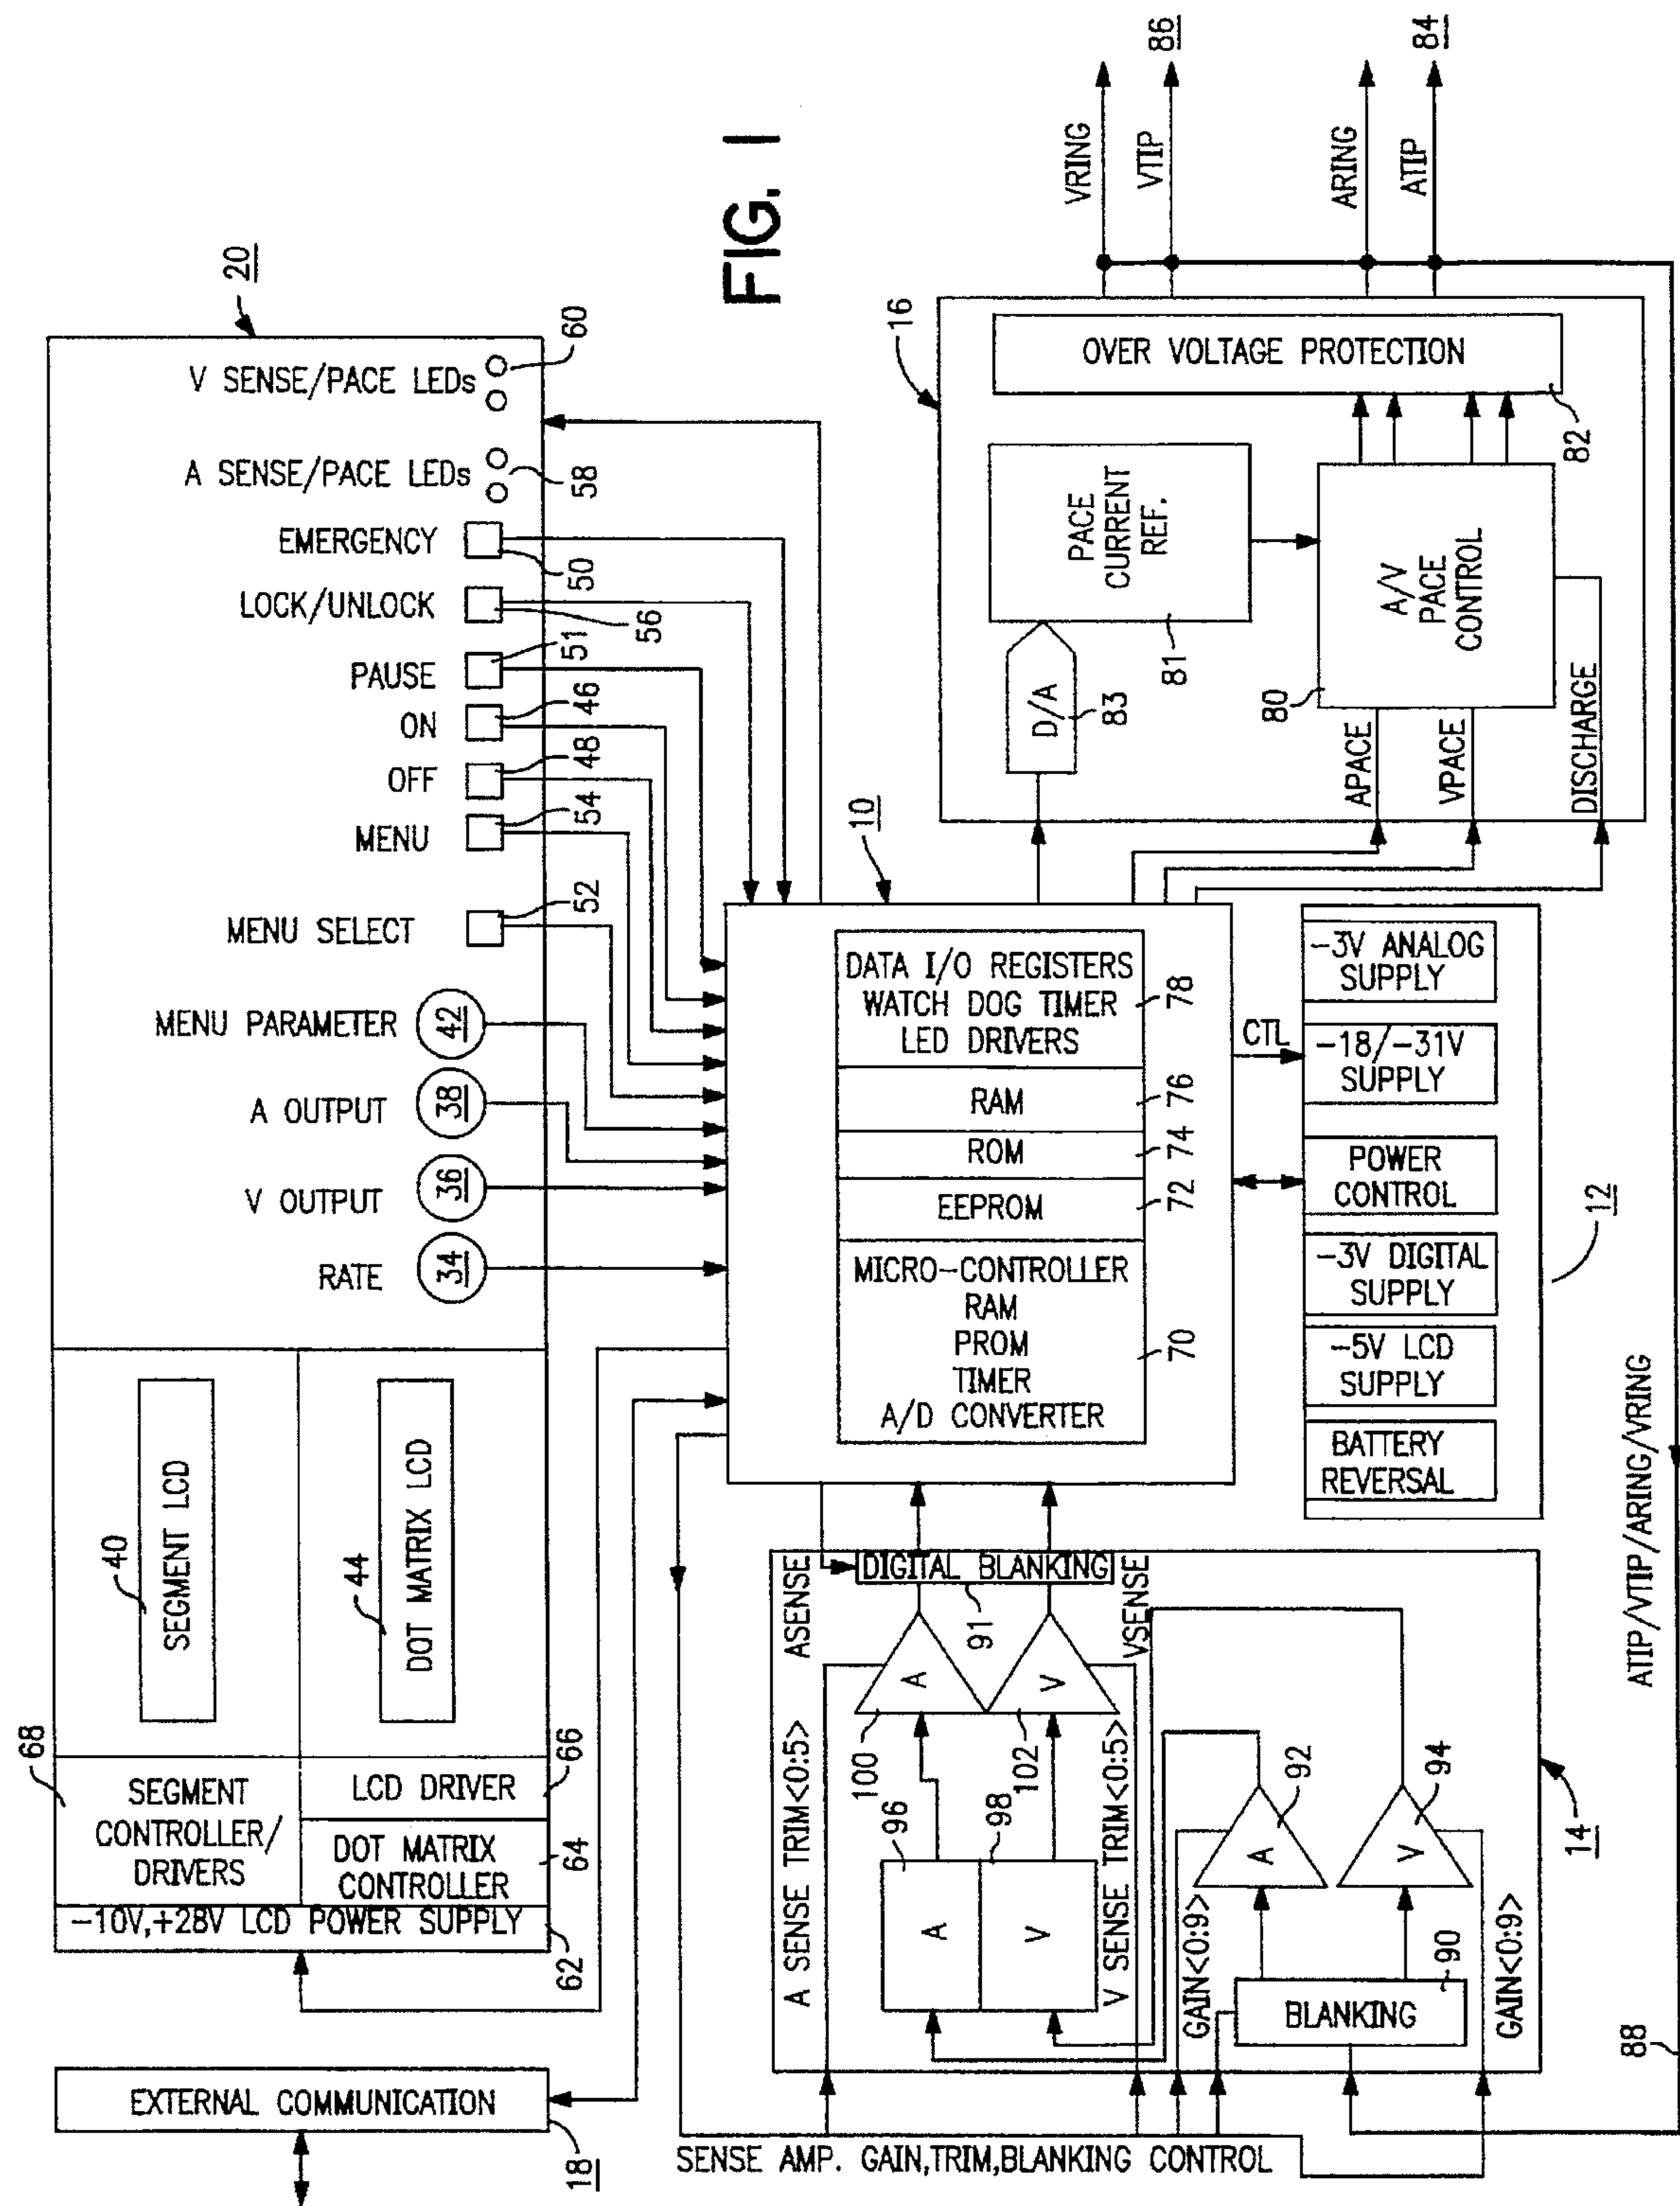 FIG. 1
20
V SENSE/PACE LEDs
60
A SENSE/PACE LEDs
58
EMERGENCY
50
LOCK/UNLOCK
56
PAUSE
51
ON
46
OFF
48
MENU
54
MENU SELECT
52
MENU PARAMETER
42
A OUTPUT
38
V OUTPUT
36
RATE
34
40
SEGMENT LCD
44
DOT MATRIX LCD
68
SEGMENT
CONTROLLER/
DRIVERS
LCD DRIVER
66
DOT MATRIX
CONTROLLER
64
-10V,+28V LCD POWER SUPPLY
62
EXTERNAL COMMUNICATION
18
10
DATA I/O REGISTERS
WATCH DOG TIMER
LED DRIVERS
78
RAM
76
ROM
74
EEPROM
72
MICRO-CONTROLLER
RAM
PROM
TIMER
A/D CONVERTER
70
CTL
-3V ANALOG
SUPPLY
-18/-31V
SUPPLY
POWER
CONTROL
-3V DIGITAL
SUPPLY
-5V LCD
SUPPLY
BATTERY
REVERSAL
12
16
OVER VOLTAGE PROTECTION
82
PACE
CURRENT
REF.
81
D/A
83
A/V
PACE
CONTROL
80
APACE
VPACE
DISCHARGE
VRING
VTIP
86
ARING
ATIP
84
ATIP/VTIP/ARING/VRING
88
14
ASENSE
DIGITAL BLANKING
91
VSENSE
A
100
V
102
A SENSE TRIM<0:5>
V SENSE TRIM<0:5>
96
A
98
V
A
92
V
94
GAIN<0:9>
BLANKING
90
GAIN<0:9>
SENSE AMP. GAIN,TRIM,BLANKING CONTROL